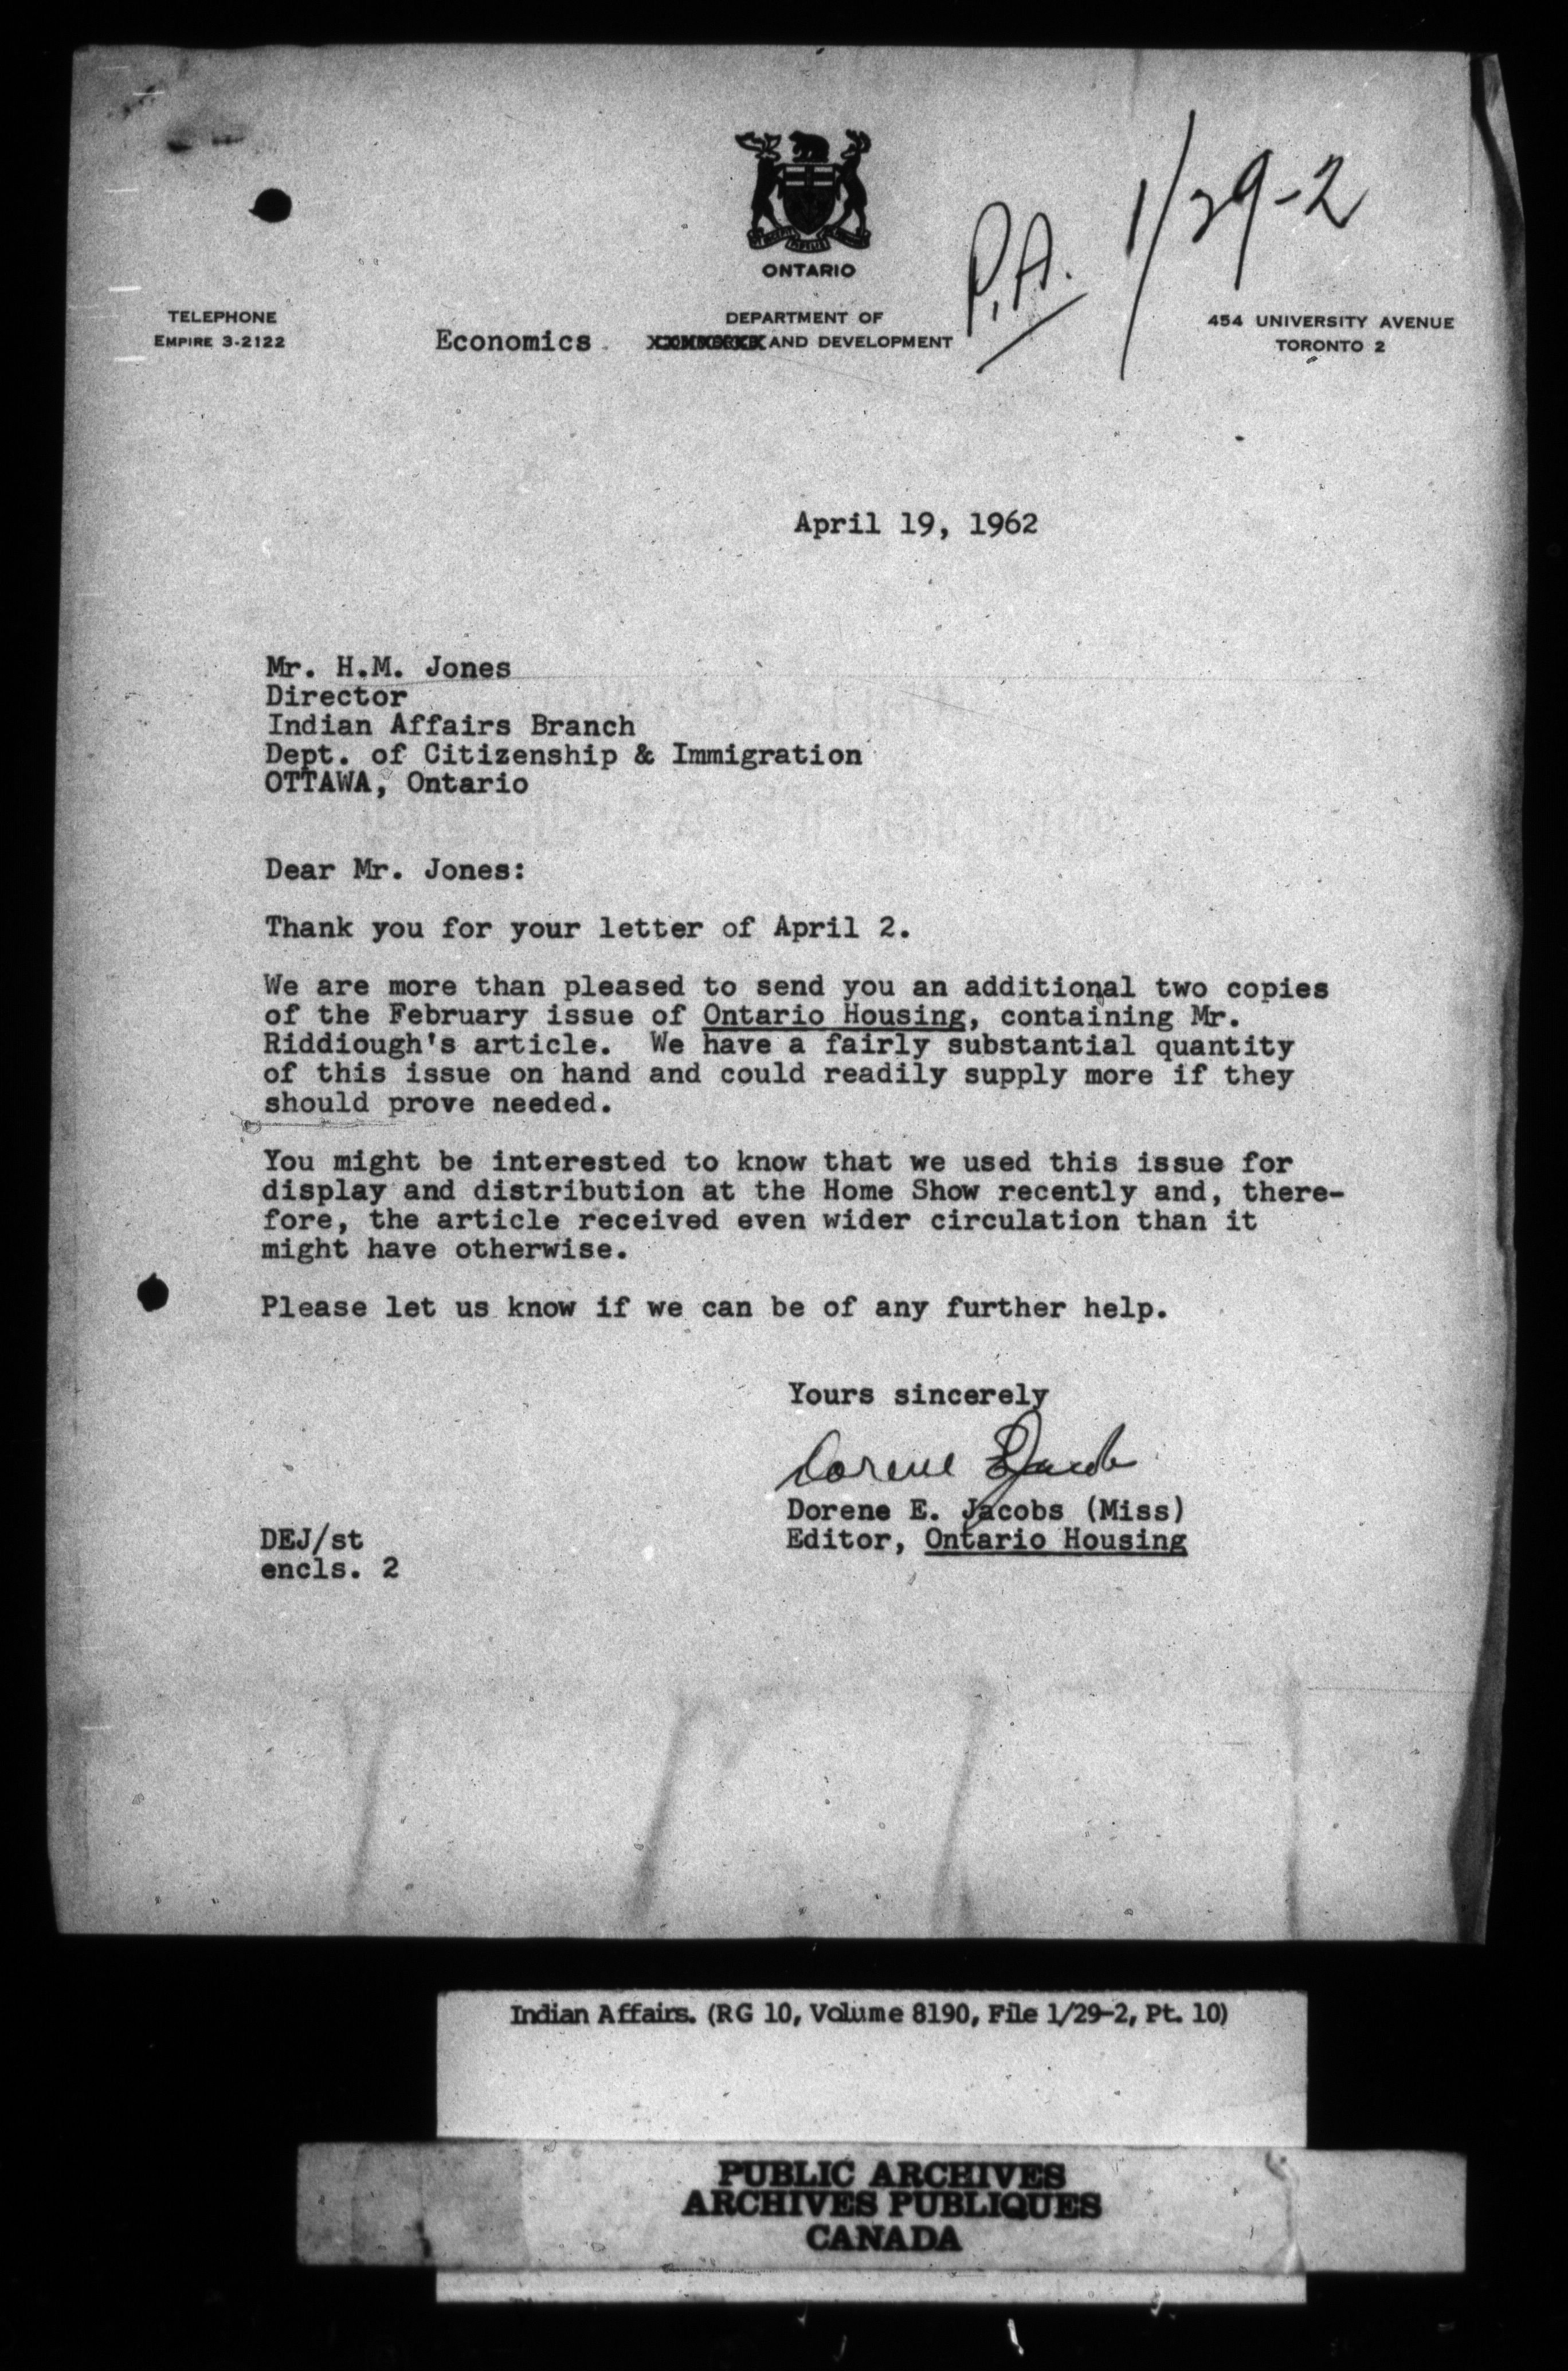 ONTARIO
P.A. 1/29-2
TELEPHONE
EMPIRE 3-2122
Economics
DEPARTMENT OF
AND DEVELOPMENT
454 UNIVERSITY AVENUE
TORONTO 2
April 19, 1962
Mr. H.M. Jones
Director
Indian Affairs Branch
Dept. of Citizenship & Immigration
OTTAWA, Ontario
Dear Mr. Jones:
Thank you for your letter of April 2.
We are more than pleased to send you an additional two copies
of the February issue of Ontario Housing, containing Mr.
Riddiough's article. We have a fairly substantial quantity
of this issue on hand and could readily supply more if they
should prove needed.
You might be interested to know that we used this issue for
display and distribution at the Home Show recently and, there-
fore, the article received even wider circulation than it
might have otherwise.
Please let us know if we can be of any further help.
Yours sincerely
Dorene E Jacobs
Dorene E. Jacobs (Miss)
Editor, Ontario Housing
DEJ/st
encls. 2
Indian Affairs. (RG 10, Volume 8190, File 1/29-2, Pt. 10)
PUBLIC ARCHIVES
ARCHIVES PUBLIQUES
CANADA